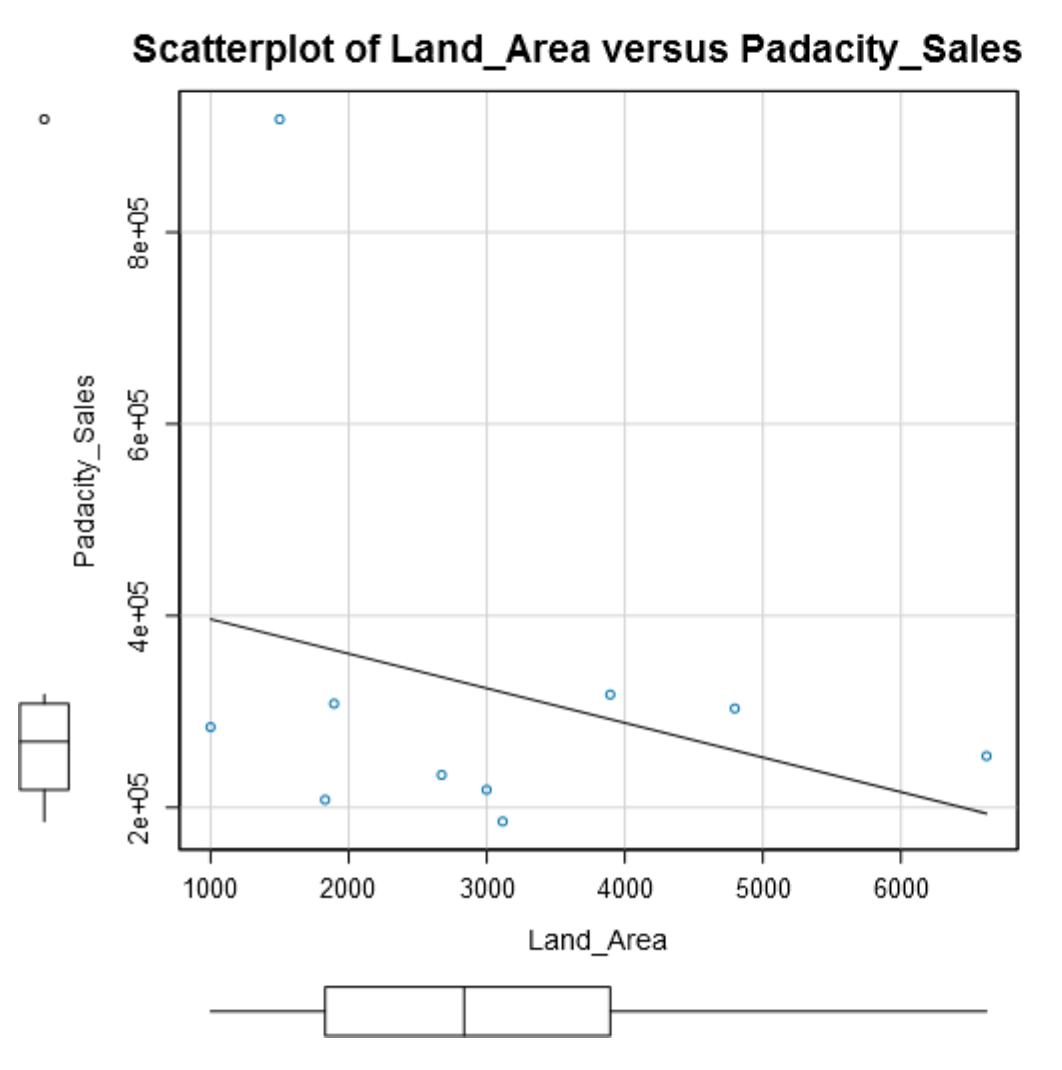 Scatterplot of Land_Area versus Padacity_Sales
8e+05
6e+05
4e+05
2e+05
Padacity_Sales
1000 2000 3000 4000 5000 6000
Land_Area